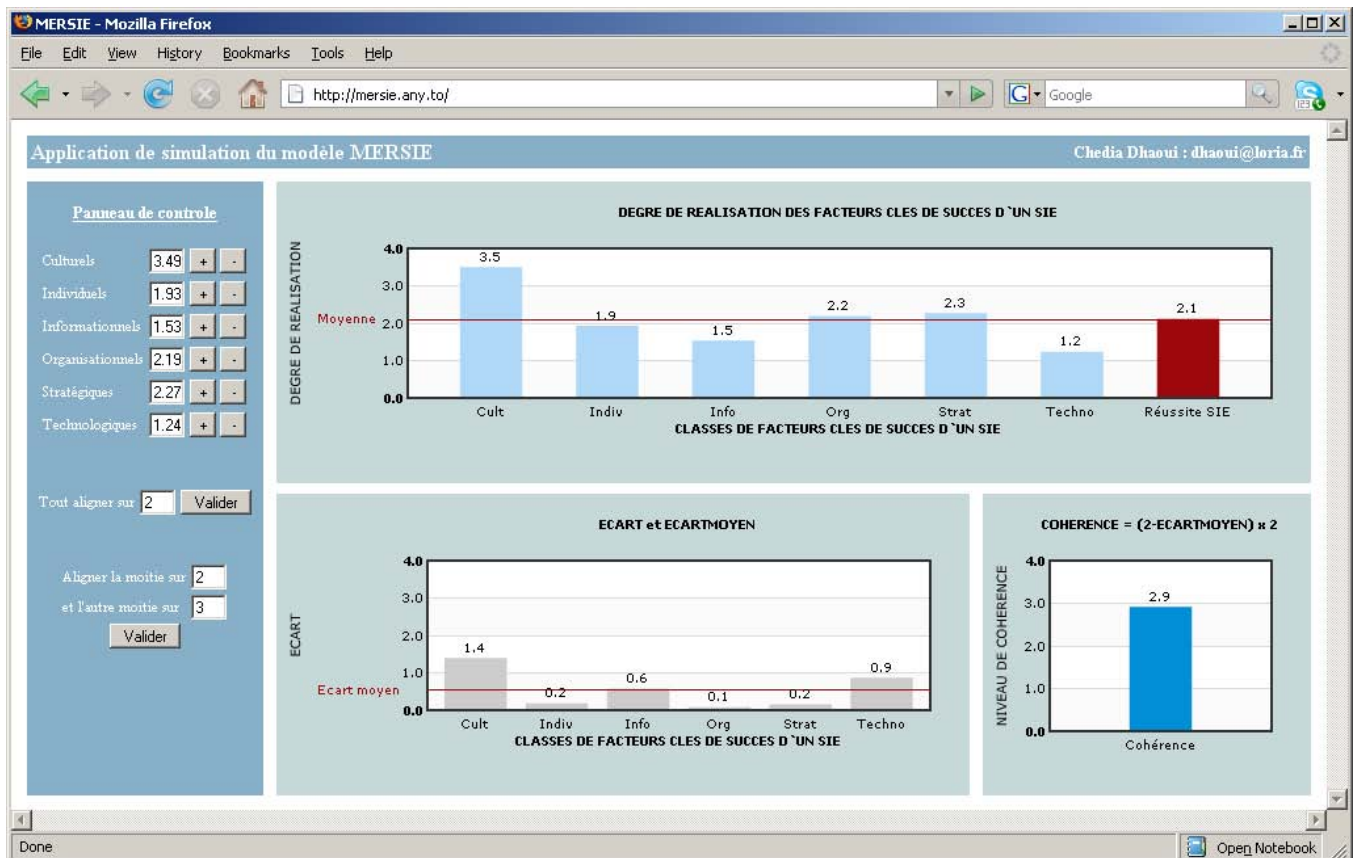 MERSIE - Mozilla Firefox
File Edit View History Bookmarks Tools Help
http://mersie.any.to/
G Google
123
Application de simulation du modèle MERSIE
Chedia Dhaoui : dhaoui@loria.fr
Panneau de controle
Culturels 3.49 + -
Individuels 1.93 + -
Informationnels 1.53 + -
Organisationnels 2.19 + -
Stratégiques 2.27 + -
Technologiques 1.24 + -
Tout aligner sur 2 Valider
Aligner la moitie sur 2
et l'autre moitie sur 3
Valider
DEGRE DE REALISATION DES FACTEURS CLES DE SUCCES D`UN SIE
DEGRE DE REALISATION
4.0
3.0
2.0
1.0
0.0
Moyenne
3.5
1.9
1.5
2.2
2.3
1.2
2.1
Cult Indiv Info Org Strat Techno Réussite SIE
CLASSES DE FACTEURS CLES DE SUCCES D`UN SIE
ECART et ECARTMOYEN
ECART
4.0
3.0
2.0
1.0
0.0
Ecart moyen
1.4
0.2
0.6
0.1
0.2
0.9
Cult Indiv Info Org Strat Techno
CLASSES DE FACTEURS CLES DE SUCCES D`UN SIE
COHERENCE = (2-ECARTMOYEN) x 2
NIVEAU DE COHERENCE
4.0
3.0
2.0
1.0
0.0
2.9
Cohérence
Done
Open Notebook